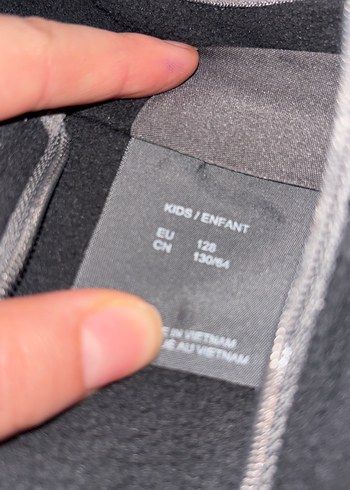 KIDS / ENFANT
EU 128
CN 130/64
IN VIETNAM
AU VIETNAM